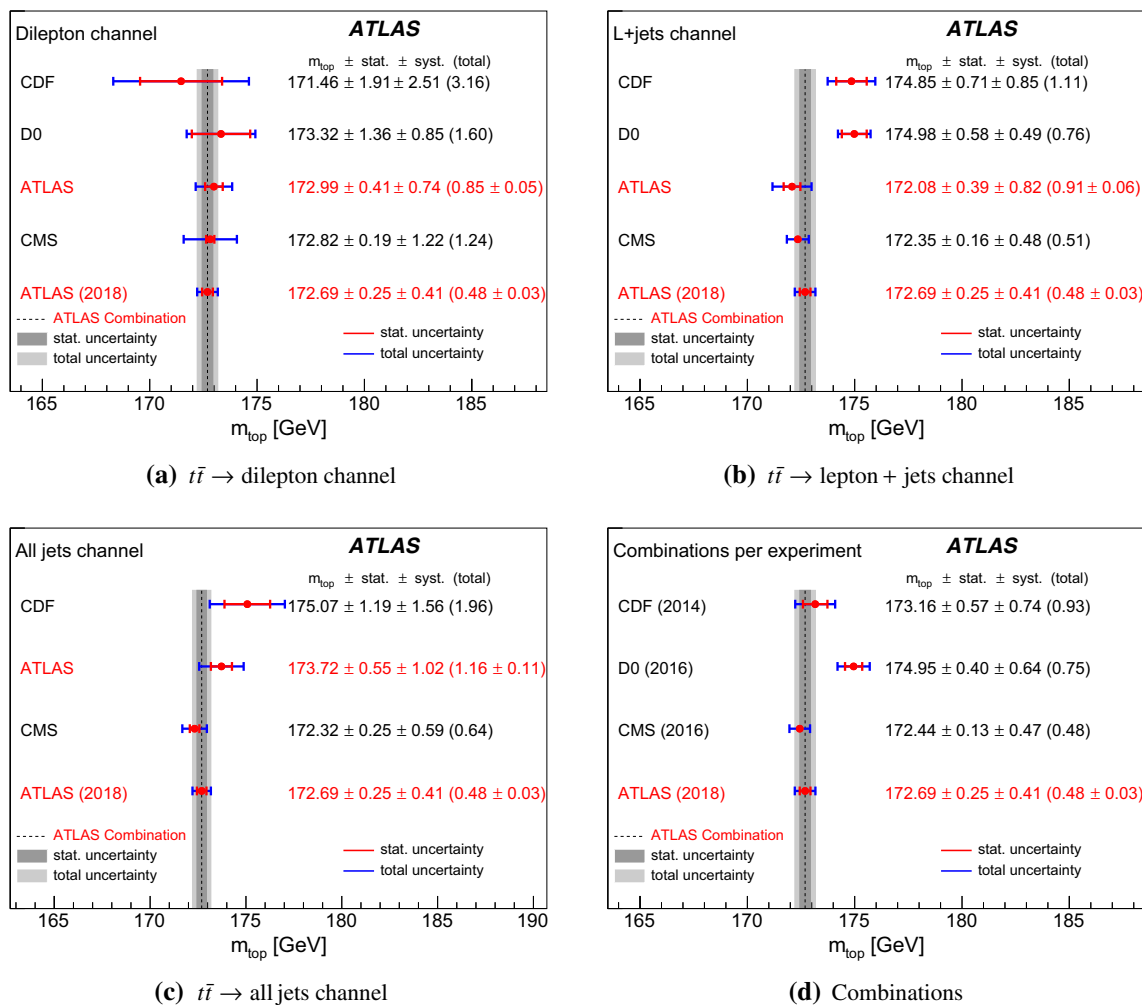 Dilepton channel
ATLAS
m_top ± stat. ± syst. (total)
CDF 171.46 ± 1.91 ± 2.51 (3.16)
D0 173.32 ± 1.36 ± 0.85 (1.60)
ATLAS 172.99 ± 0.41 ± 0.74 (0.85 ± 0.05)
CMS 172.82 ± 0.19 ± 1.22 (1.24)
ATLAS (2018) 172.69 ± 0.25 ± 0.41 (0.48 ± 0.03)
ATLAS Combination
stat. uncertainty stat. uncertainty
total uncertainty total uncertainty
165 170 175 180 185
m_top [GeV]
(a) tt̄ → dilepton channel
L+jets channel
ATLAS
m_top ± stat. ± syst. (total)
CDF 174.85 ± 0.71 ± 0.85 (1.11)
D0 174.98 ± 0.58 ± 0.49 (0.76)
ATLAS 172.08 ± 0.39 ± 0.82 (0.91 ± 0.06)
CMS 172.35 ± 0.16 ± 0.48 (0.51)
ATLAS (2018) 172.69 ± 0.25 ± 0.41 (0.48 ± 0.03)
ATLAS Combination
stat. uncertainty stat. uncertainty
total uncertainty total uncertainty
165 170 175 180 185
m_top [GeV]
(b) tt̄ → lepton + jets channel
All jets channel
ATLAS
m_top ± stat. ± syst. (total)
CDF 175.07 ± 1.19 ± 1.56 (1.96)
ATLAS 173.72 ± 0.55 ± 1.02 (1.16 ± 0.11)
CMS 172.32 ± 0.25 ± 0.59 (0.64)
ATLAS (2018) 172.69 ± 0.25 ± 0.41 (0.48 ± 0.03)
ATLAS Combination
stat. uncertainty stat. uncertainty
total uncertainty total uncertainty
165 170 175 180 185 190
m_top [GeV]
(c) tt̄ → all jets channel
Combinations per experiment
ATLAS
m_top ± stat. ± syst. (total)
CDF (2014) 173.16 ± 0.57 ± 0.74 (0.93)
D0 (2016) 174.95 ± 0.40 ± 0.64 (0.75)
CMS (2016) 172.44 ± 0.13 ± 0.47 (0.48)
ATLAS (2018) 172.69 ± 0.25 ± 0.41 (0.48 ± 0.03)
ATLAS Combination
stat. uncertainty stat. uncertainty
total uncertainty total uncertainty
165 170 175 180 185
m_top [GeV]
(d) Combinations